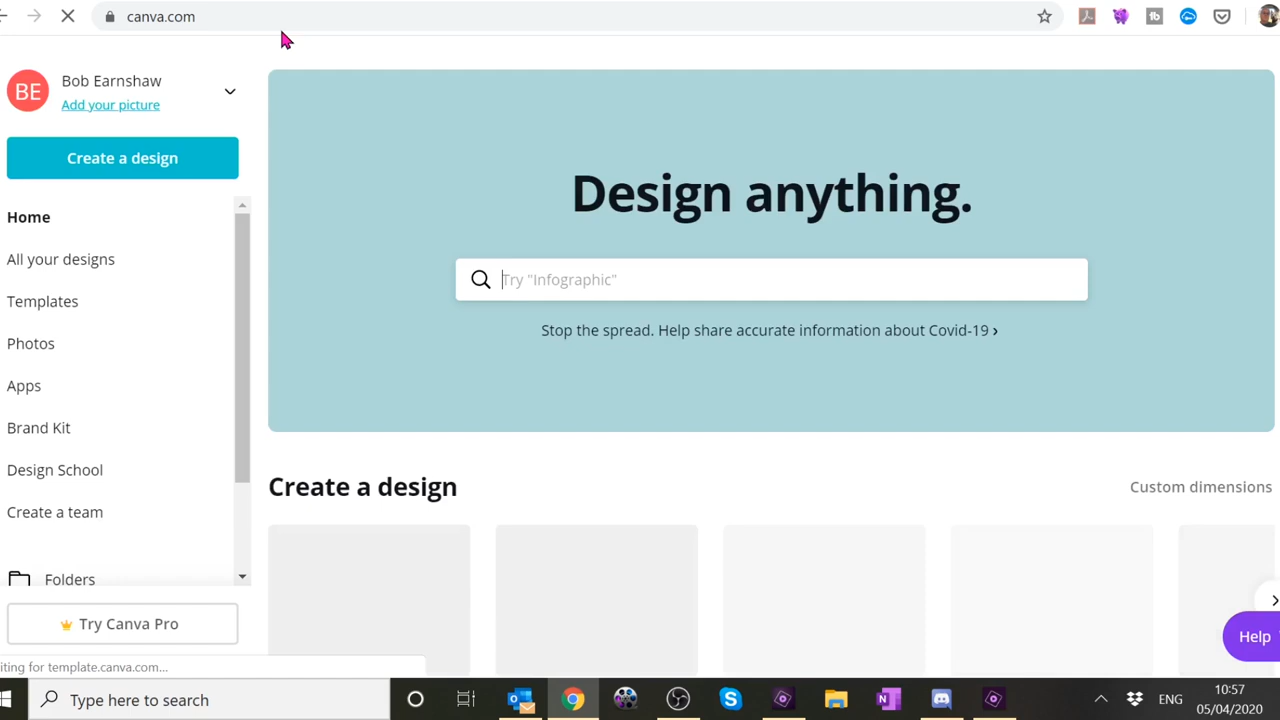 canva.com
BE
Bob Earnshaw
Add your picture
Create a design
Home
All your designs
Templates
Photos
Apps
Brand Kit
Design School
Create a team
Folders
Try Canva Pro
iting for template.canva.com...
Design anything.
Try "Infographic"
Stop the spread. Help share accurate information about Covid-19 ›
Create a design
Custom dimensions
Help
Type here to search
ENG
10:57
05/04/2020